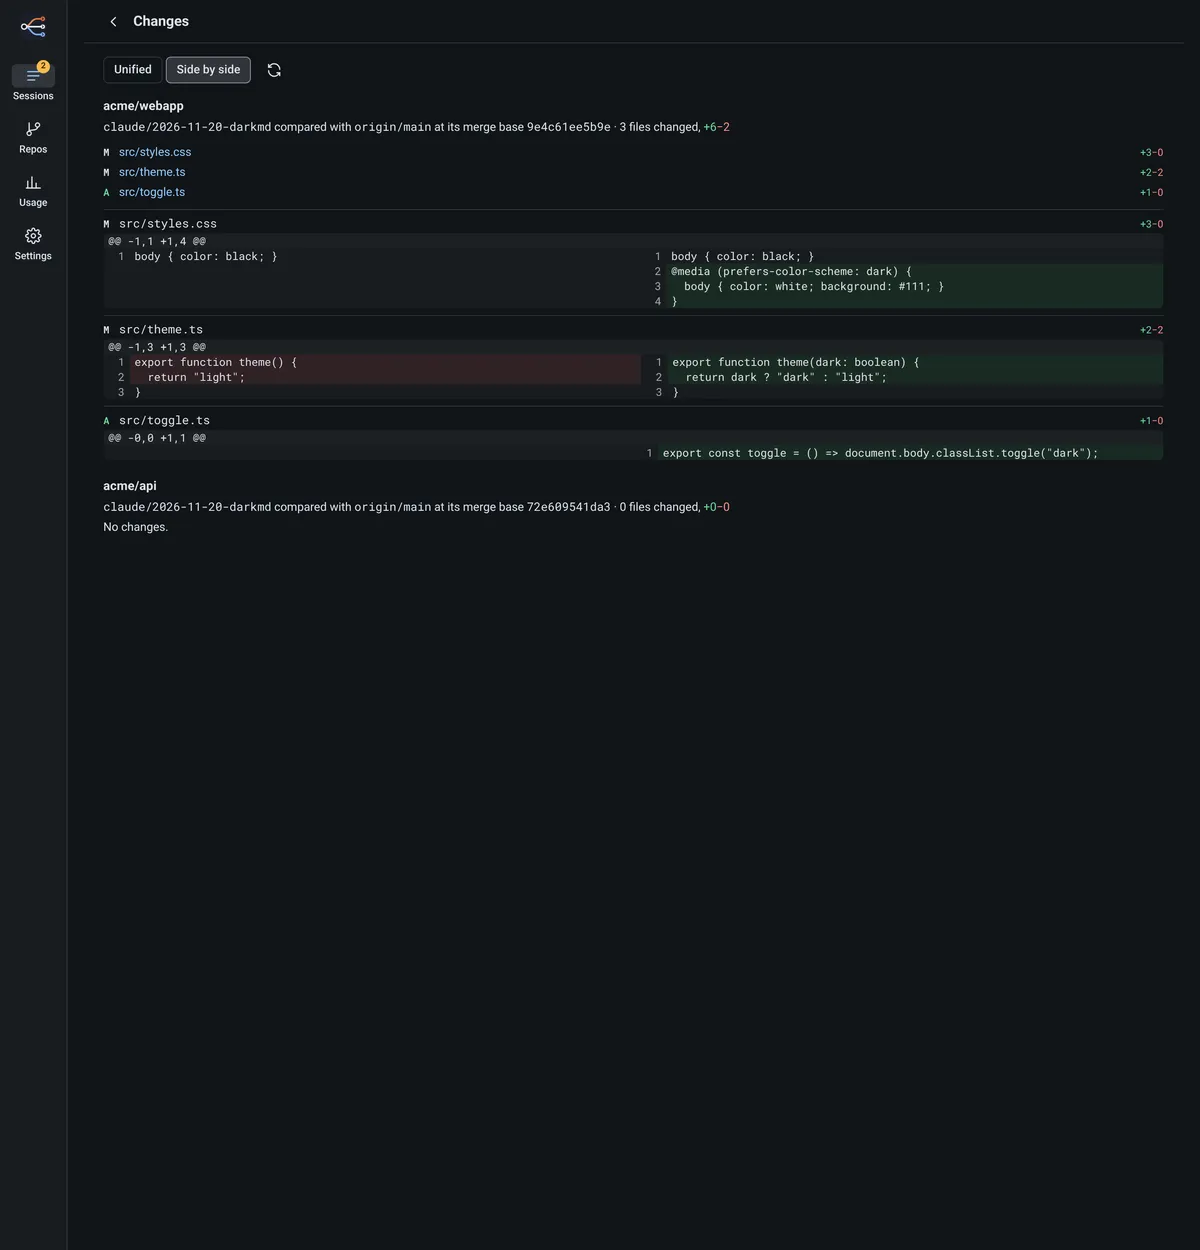 Changes
2
Sessions
Repos
Usage
Settings
Unified
Side by side
acme/webapp
claude/2026-11-20-darkmd compared with origin/main at its merge base 9e4c61ee5b9e · 3 files changed, +6−2
M src/styles.css +3−0
M src/theme.ts +2−2
A src/toggle.ts +1−0
M src/styles.css +3−0
@@ -1,1 +1,4 @@
1 body { color: black; } 1 body { color: black; }
2 @media (prefers-color-scheme: dark) {
3 body { color: white; background: #111; }
4 }
M src/theme.ts +2−2
@@ -1,3 +1,3 @@
1 export function theme() { 1 export function theme(dark: boolean) {
2 return "light"; 2 return dark ? "dark" : "light";
3 } 3 }
A src/toggle.ts +1−0
@@ -0,0 +1,1 @@
1 export const toggle = () => document.body.classList.toggle("dark");
acme/api
claude/2026-11-20-darkmd compared with origin/main at its merge base 72e609541da3 · 0 files changed, +0−0
No changes.